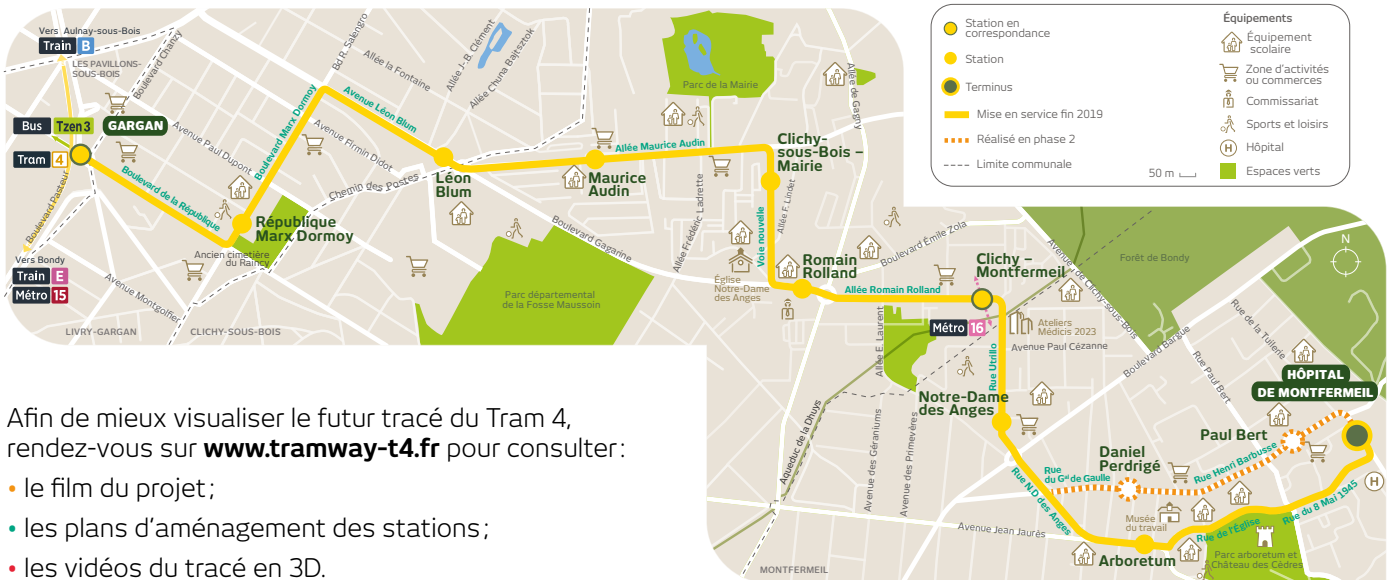 Vers Aulnay-sous-Bois
Train B
LES PAVILLONS-
SOUS-BOIS
Boulevard Chanzy
Bus Tzen 3
GARGAN
Tram 4
Boulevard Pasteur
Vers Bondy
Train E
Métro 15
Avenue Paul Dupont
Boulevard de la République
Boulevard Marx Dormoy
Bd R. Salengro
Allée la Fontaine
Allée J-B. Clément
Allée Chuna Bajtsztok
Avenue Léon Blum
Avenue Firmin Didot
Chemin des Postes
République
Marx Dormoy
Ancien cimetière
du Raincy
Avenue Montgolfier
LIVRY-GARGAN
CLICHY-SOUS-BOIS
Léon
Blum
Maurice
Audin
Allée Maurice Audin
Parc de la Mairie
Allée de Gagny
Clichy-
sous-Bois –
Mairie
Allée F. Lindet
Allée Frédéric Ladrette
Boulevard Gagarine
Voie nouvelle
Parc départemental
de la Fosse Maussoin
Église
Notre-Dame
des Anges
Romain
Rolland
Boulevard Émile Zola
Allée Romain Rolland
Clichy –
Montfermeil
Métro 16
Allée E. Laurent
Ateliers
Médicis 2023
Avenue Paul Cézanne
Rue Utrillo
Avenue de Clichy-sous-Bois
Forêt de Bondy
N
Boulevard Bargue
Rue de la Tuilerie
Rue Paul Bert
Notre-Dame
des Anges
Aqueduc de la Dhuys
Avenue des Géraniums
Avenue des Primevères
Rue N.D des Anges
Avenue Jean Jaurès
MONTFERMEIL
Daniel
Perdrigé
Rue
du Gal de Gaulle
Paul Bert
Rue Henri Barbusse
HÔPITAL
DE MONTFERMEIL
H
Musée
du travail
Arboretum
Rue de l'Église
Rue du 8 Mai 1945
Parc arboretum et
Château des Cèdres
Station en
correspondance
Station
Terminus
Mise en service fin 2019
Réalisé en phase 2
Limite communale
50 m
Équipements
Équipement
scolaire
Zone d'activités
ou commerces
Commissariat
Sports et loisirs
H Hôpital
Espaces verts
Afin de mieux visualiser le futur tracé du Tram 4,
rendez-vous sur www.tramway-t4.fr pour consulter :
• le film du projet ;
• les plans d'aménagement des stations ;
• les vidéos du tracé en 3D.